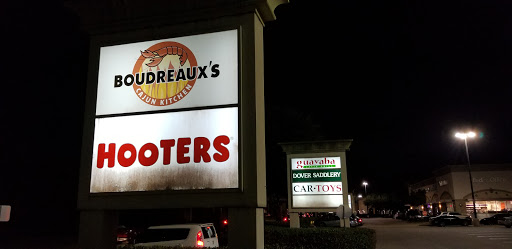 BOUDREAUX'S
CAJUN KITCHEN
HOOTERS
guavaba
DOVER SADDLERY
CAR·TOYS